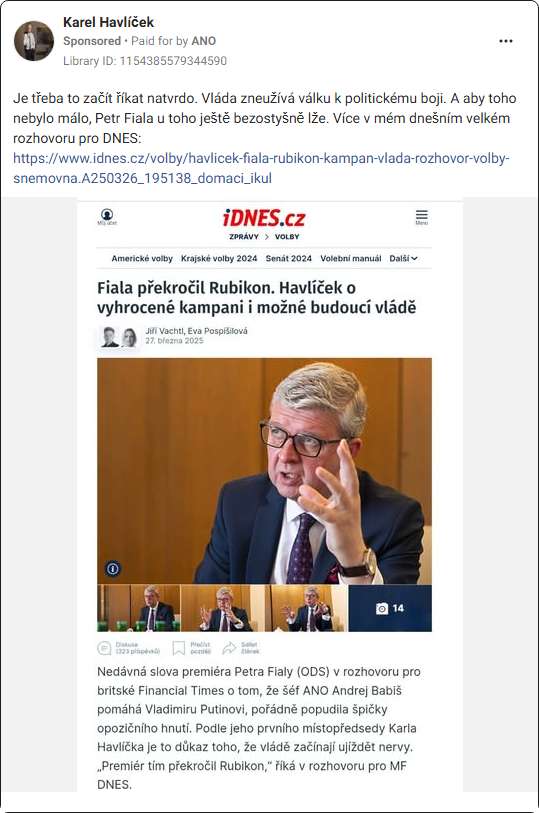 Karel Havlíček
Sponsored • Paid for by ANO
Library ID: 1154385579344590
Je třeba to začít říkat natvrdo. Vláda zneužívá válku k politickému boji. A aby toho
nebylo málo, Petr Fiala u toho ještě bezostyšně lže. Více v mém dnešním velkém
rozhovoru pro DNES:
https://www.idnes.cz/volby/havlicek-fiala-rubikon-kampan-vlada-rozhovor-volby-
snemovna.A250326_195138_domaci_ikul
Můj účet
iDNES.cz
Menu
ZPRÁVY > VOLBY
Americké volby Krajské volby 2024 Senát 2024 Volební manuál Další
Fiala překročil Rubikon. Havlíček o
vyhrocené kampani i možné budoucí vládě
Jiří Vachtl, Eva Pospíšilová
27. března 2025
14
Diskuse
(323 příspěvků)
Přečíst
později
Sdílet
článek
Nedávná slova premiéra Petra Fialy (ODS) v rozhovoru pro
britské Financial Times o tom, že šéf ANO Andrej Babiš
pomáhá Vladimiru Putinovi, pořádně popudila špičky
opozičního hnutí. Podle jeho prvního místopředsedy Karla
Havlíčka je to důkaz toho, že vládě začínají ujíždět nervy.
„Premiér tím překročil Rubikon,“ říká v rozhovoru pro MF
DNES.